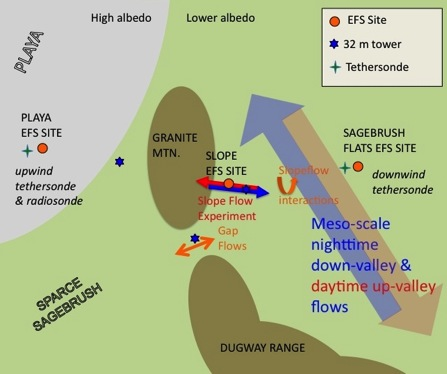 High albedo
Lower albedo
EFS Site
32 m tower
Tethersonde
PLAYA
PLAYA
EFS SITE
upwind
tethersonde
& radiosonde
GRANITE
MTN.
SLOPE
EFS SITE
Slope Flow
Experiment
Gap
Flows
Slopeflow
interactions
SAGEBRUSH
FLATS EFS SITE
downwind
tethersonde
Meso-scale
nighttime
down-valley &
daytime up-valley
flows
SPARCE
SAGEBRUSH
DUGWAY RANGE